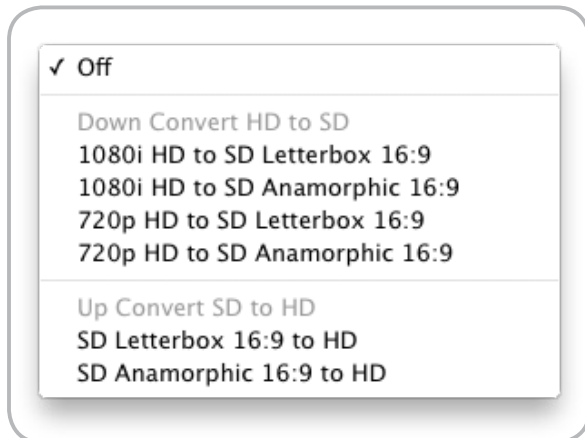 ✓ Off
Down Convert HD to SD
1080i HD to SD Letterbox 16:9
1080i HD to SD Anamorphic 16:9
720p HD to SD Letterbox 16:9
720p HD to SD Anamorphic 16:9
Up Convert SD to HD
SD Letterbox 16:9 to HD
SD Anamorphic 16:9 to HD